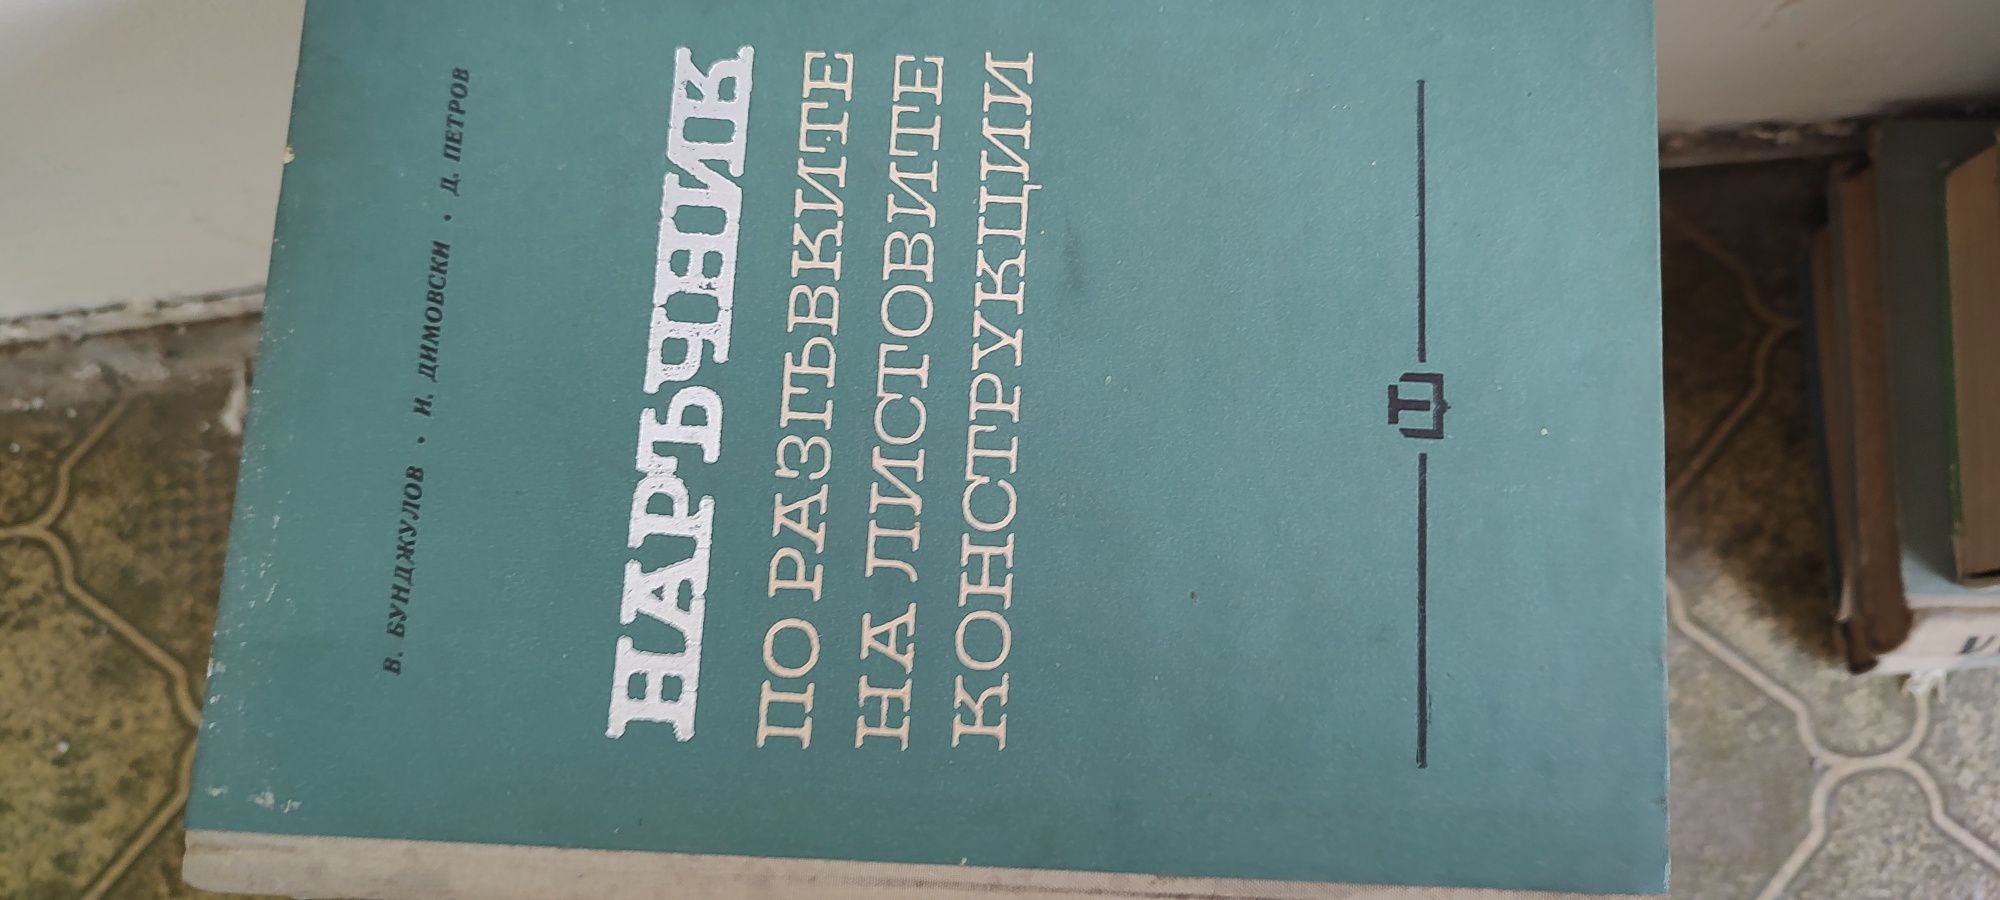 В. БУНДЖУЛОВ • И. ДИМОВСКИ • Д. ПЕТРОВ
НАРЪЧНИК
ПО РАЗГЪВКИТЕ
НА ЛИСТОВИТЕ
КОНСТРУКЦИИ